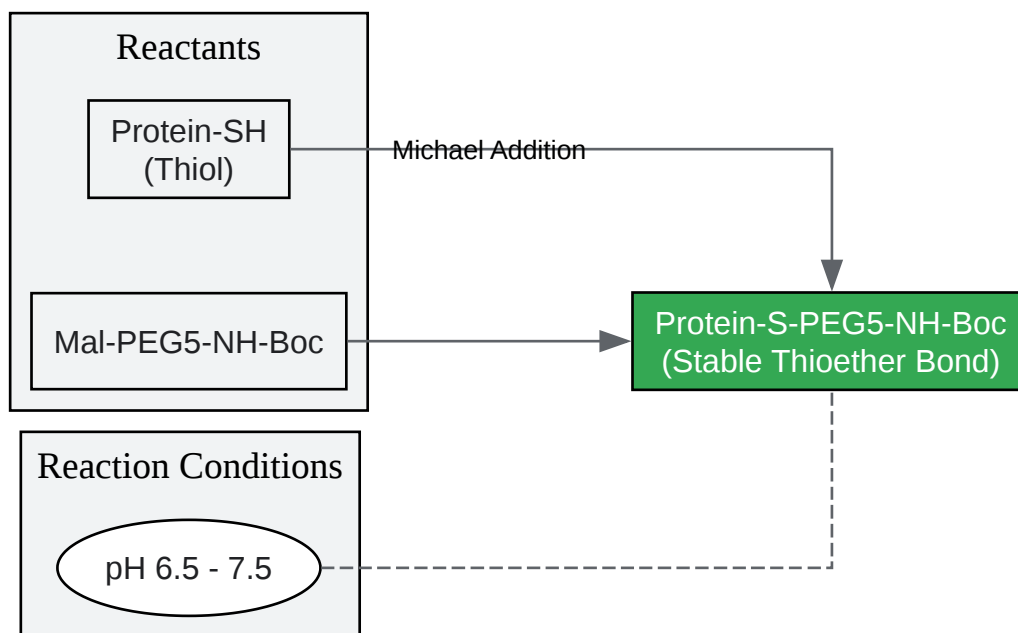 Reactants
Protein-SH
(Thiol)
Michael Addition
Mal-PEG5-NH-Boc
Protein-S-PEG5-NH-Boc
(Stable Thioether Bond)
Reaction Conditions
pH 6.5 - 7.5